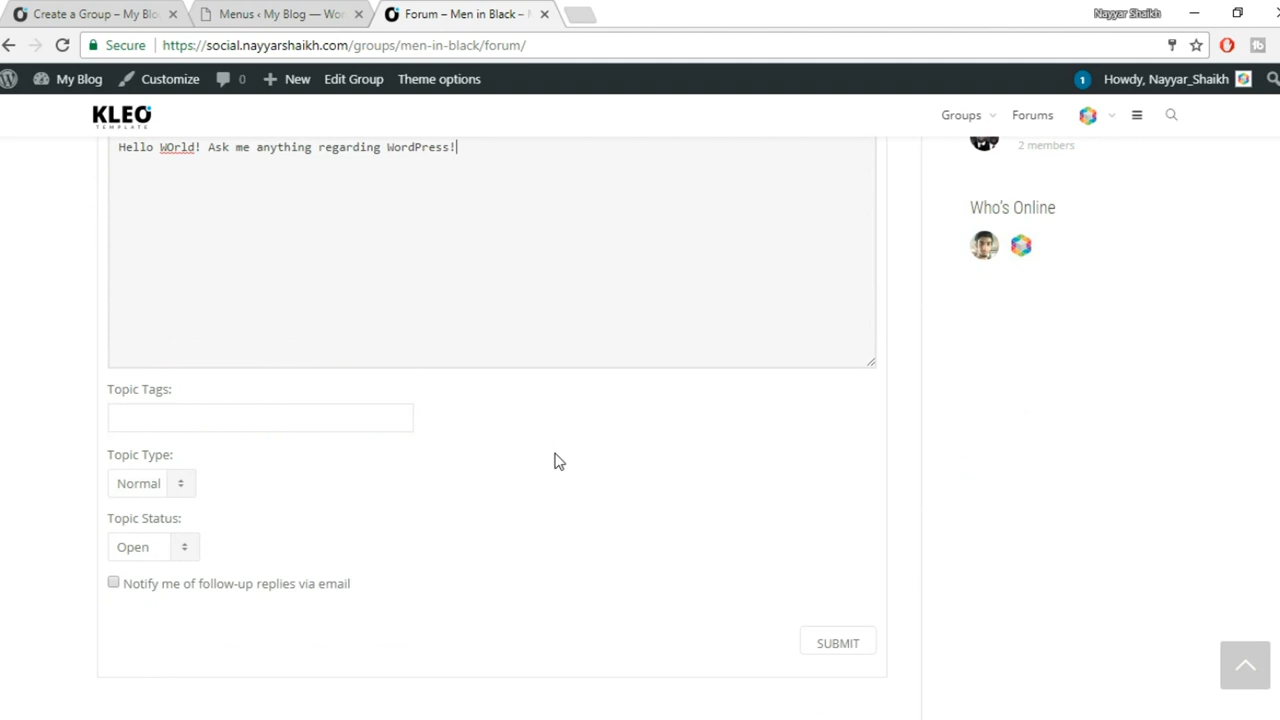 Create a Group – My Blo
Menus ‹ My Blog — Wor
Forum – Men in Black –
Nayyar Shaikh
Secure
https://social.nayyarshaikh.com/groups/men-in-black/forum/
My Blog
Customize
0
New
Edit Group
Theme options
1
Howdy, Nayyar_Shaikh
KLEO
TEMPLATE
Groups
Forums
Hello WOrld! Ask me anything regarding WordPress!
2 members
Who's Online
Topic Tags:
Topic Type:
Normal
Topic Status:
Open
Notify me of follow-up replies via email
SUBMIT